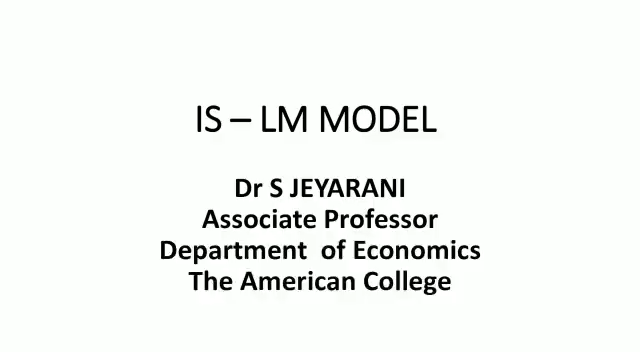 IS – LM MODEL
Dr S JEYARANI
Associate Professor
Department of Economics
The American College